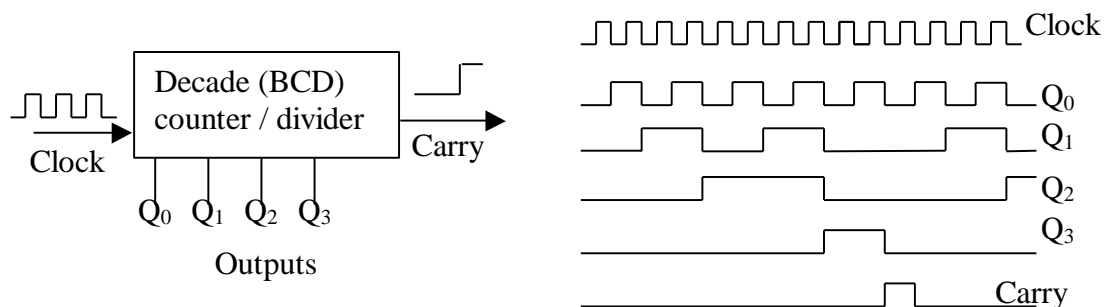 Decade (BCD)
counter / divider
Clock
Carry
Q₀ Q₁ Q₂ Q₃
Outputs
Clock
Q₀
Q₁
Q₂
Q₃
Carry